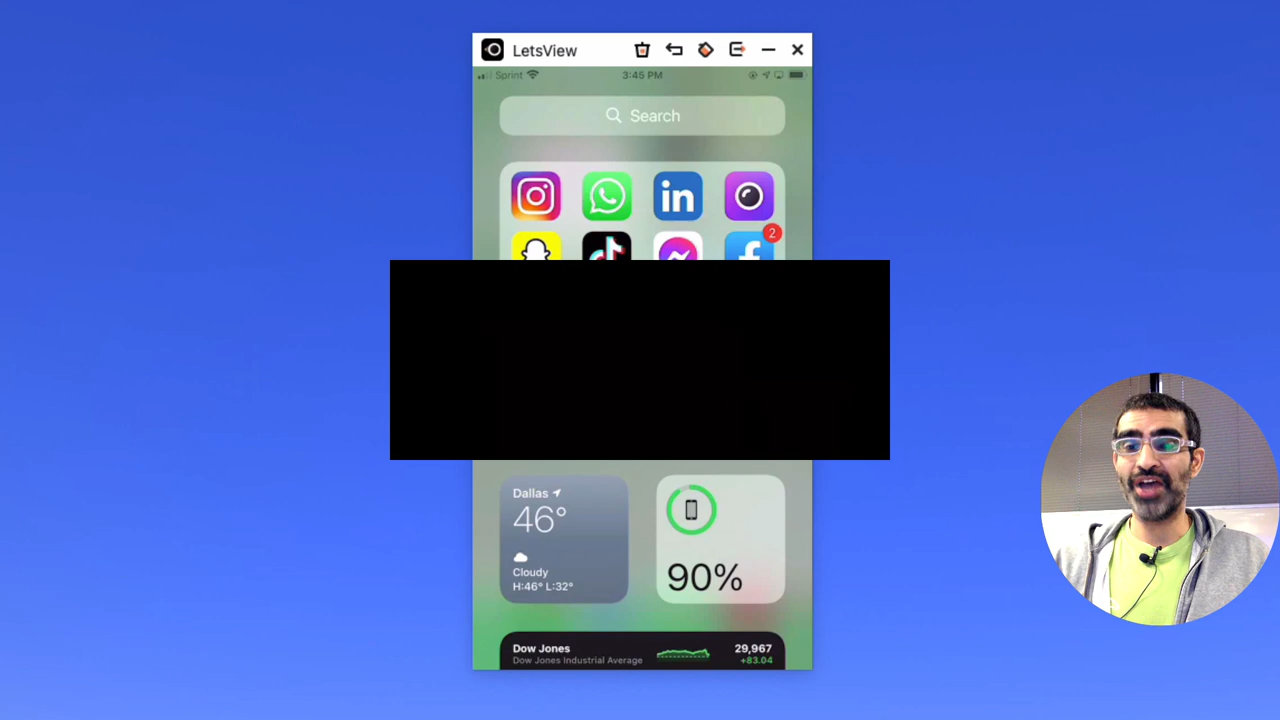 LetsView
Sprint 3:45 PM
Search
in
2
f
Dallas
46°
Cloudy
H:46° L:32°
90%
Dow Jones 29,967
Dow Jones Industrial Average +83.04